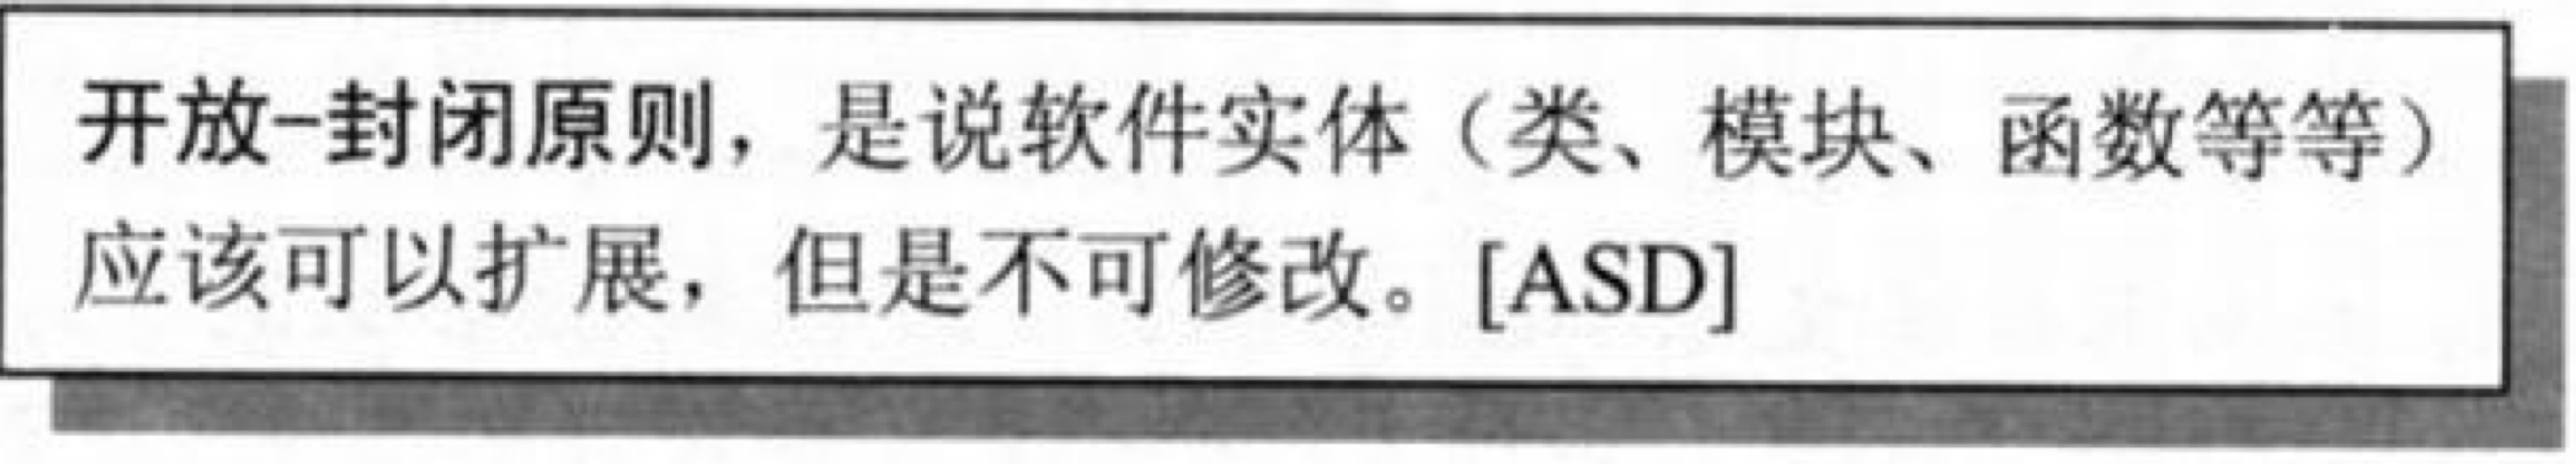 开放-封闭原则，是说软件实体（类、模块、函数等等）
应该可以扩展，但是不可修改。[ASD]